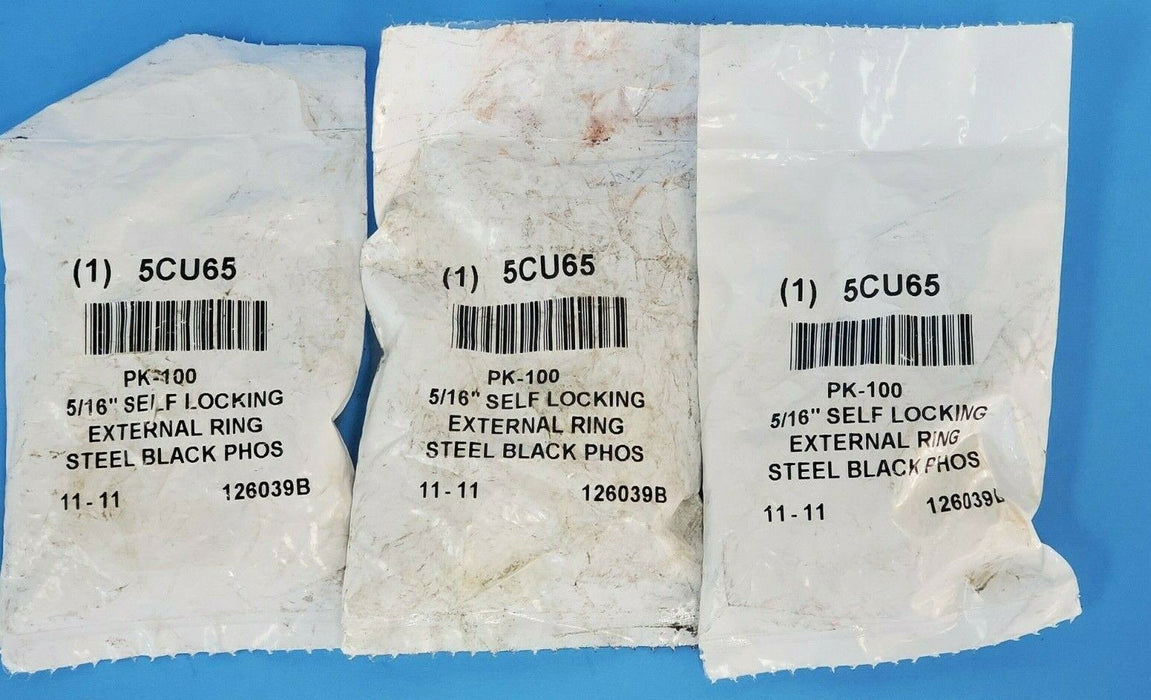 (1) 5CU65
PK-100
5/16" SELF LOCKING
EXTERNAL RING
STEEL BLACK PHOS
11-11 126039B
(1) 5CU65
PK-100
5/16" SELF LOCKING
EXTERNAL RING
STEEL BLACK PHOS
11-11 126039B
(1) 5CU65
PK-100
5/16" SELF LOCKING
EXTERNAL RING
STEEL BLACK PHOS
11-11 126039